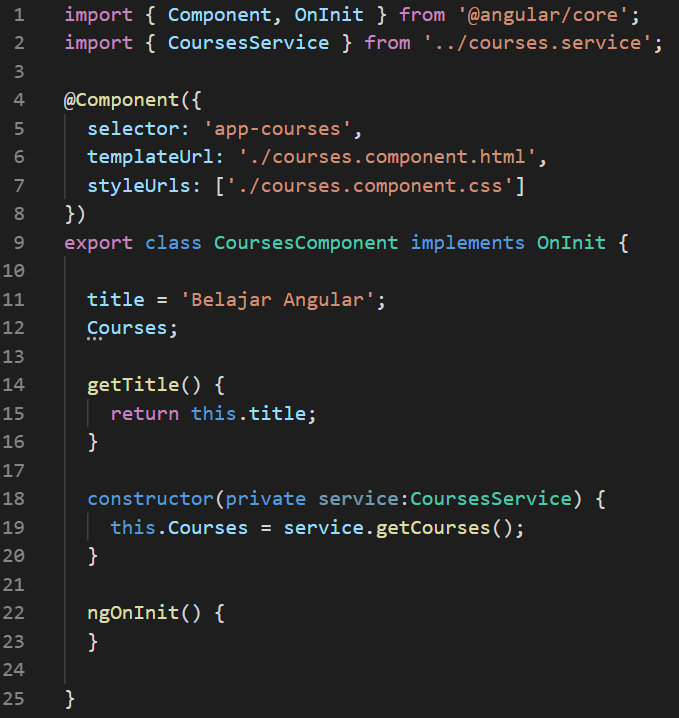 1 import { Component, OnInit } from '@angular/core';
2 import { CoursesService } from '../courses.service';
3
4 @Component({
5   selector: 'app-courses',
6   templateUrl: './courses.component.html',
7   styleUrls: ['./courses.component.css']
8 })
9 export class CoursesComponent implements OnInit {
10
11   title = 'Belajar Angular';
12   Courses;
13
14   getTitle() {
15     return this.title;
16   }
17
18   constructor(private service:CoursesService) {
19     this.Courses = service.getCourses();
20   }
21
22   ngOnInit() {
23   }
24
25 }